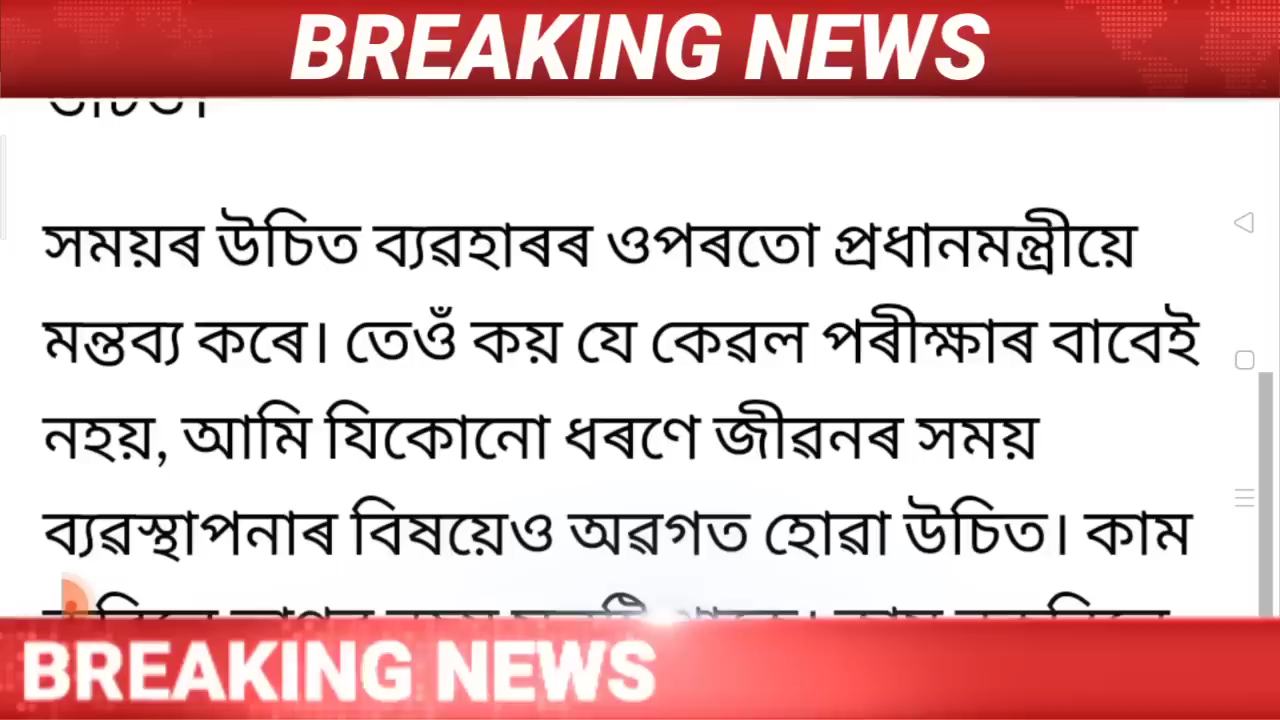 BREAKING NEWS
সময়ৰ উচিত ব্যৱহাৰৰ ওপৰতো প্ৰধানমন্ত্ৰীয়ে
মন্তব্য কৰে। তেওঁ কয় যে কেৱল পৰীক্ষাৰ বাবেই
নহয়, আমি যিকোনো ধৰণে জীৱনৰ সময়
ব্যৱস্থাপনাৰ বিষয়েও অৱগত হোৱা উচিত। কাম
BREAKING NEWS